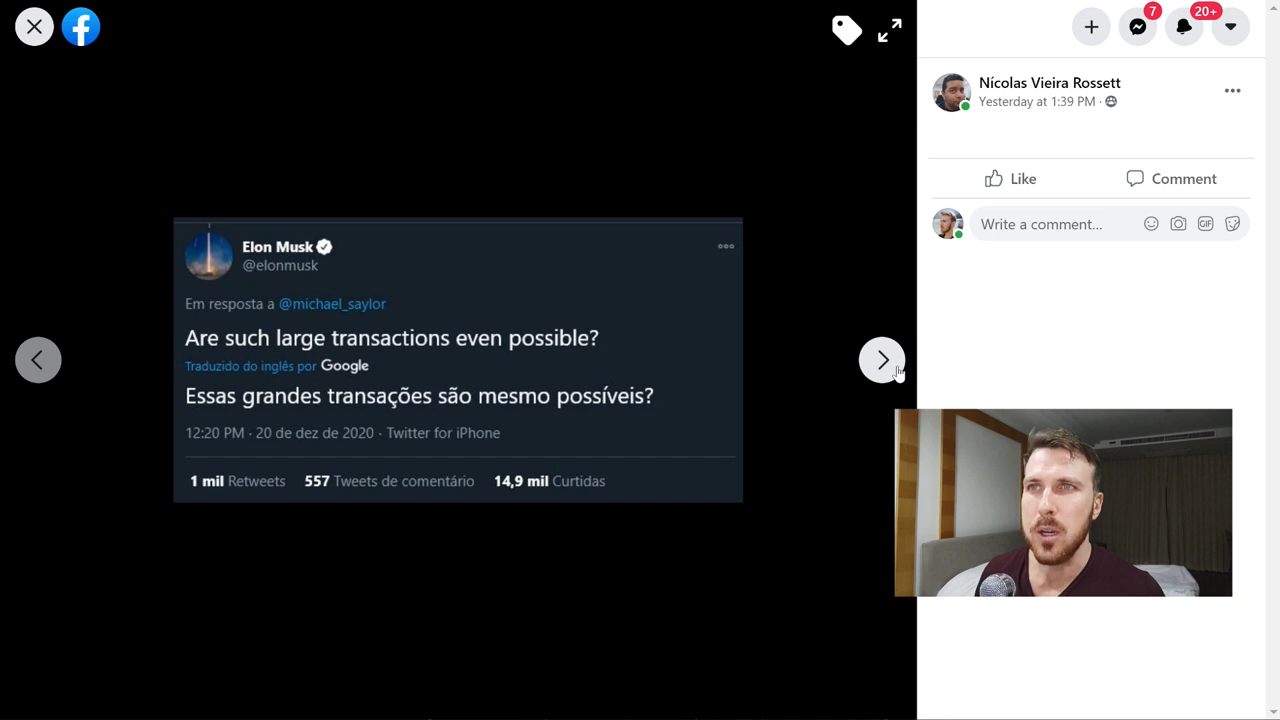 7
20+
Nícolas Vieira Rossett
Yesterday at 1:39 PM ·
Like
Comment
Write a comment...
GIF
Elon Musk
@elonmusk
Em resposta a @michael_saylor
Are such large transactions even possible?
Traduzido do inglês por Google
Essas grandes transações são mesmo possíveis?
12:20 PM · 20 de dez de 2020 · Twitter for iPhone
1 mil Retweets 557 Tweets de comentário 14,9 mil Curtidas